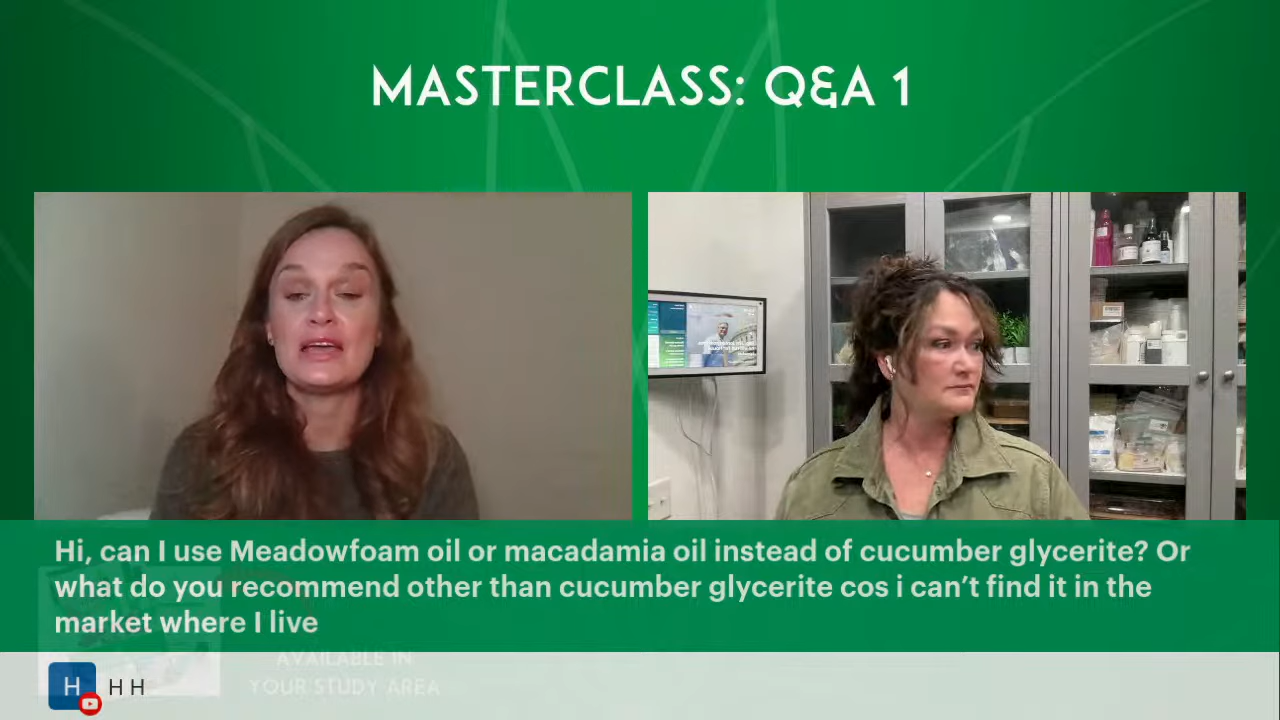 MASTERCLASS: Q&A 1
Hi, can I use Meadowfoam oil or macadamia oil instead of cucumber glycerite? Or
what do you recommend other than cucumber glycerite cos i can't find it in the
market where I live
AVAILABLE IN
YOUR STUDY AREA
H
H H